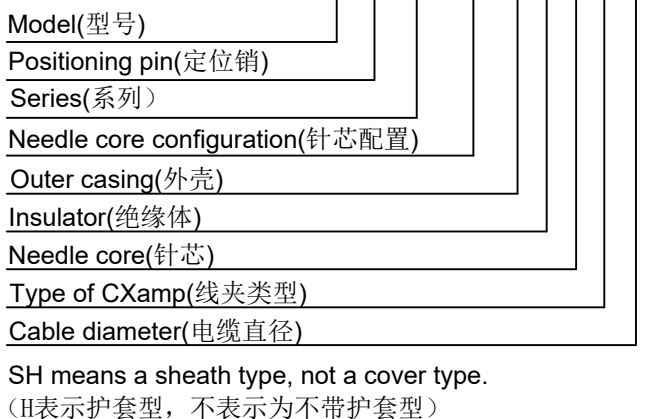 Model(型号)
Positioning pin(定位销)
Series(系列）
Needle core configuration(针芯配置)
Outer casing(外壳)
Insulator(绝缘体)
Needle core(针芯)
Type of CXamp(线夹类型)
Cable diameter(电缆直径)
SH means a sheath type, not a cover type.
（H表示护套型，不表示为不带护套型）